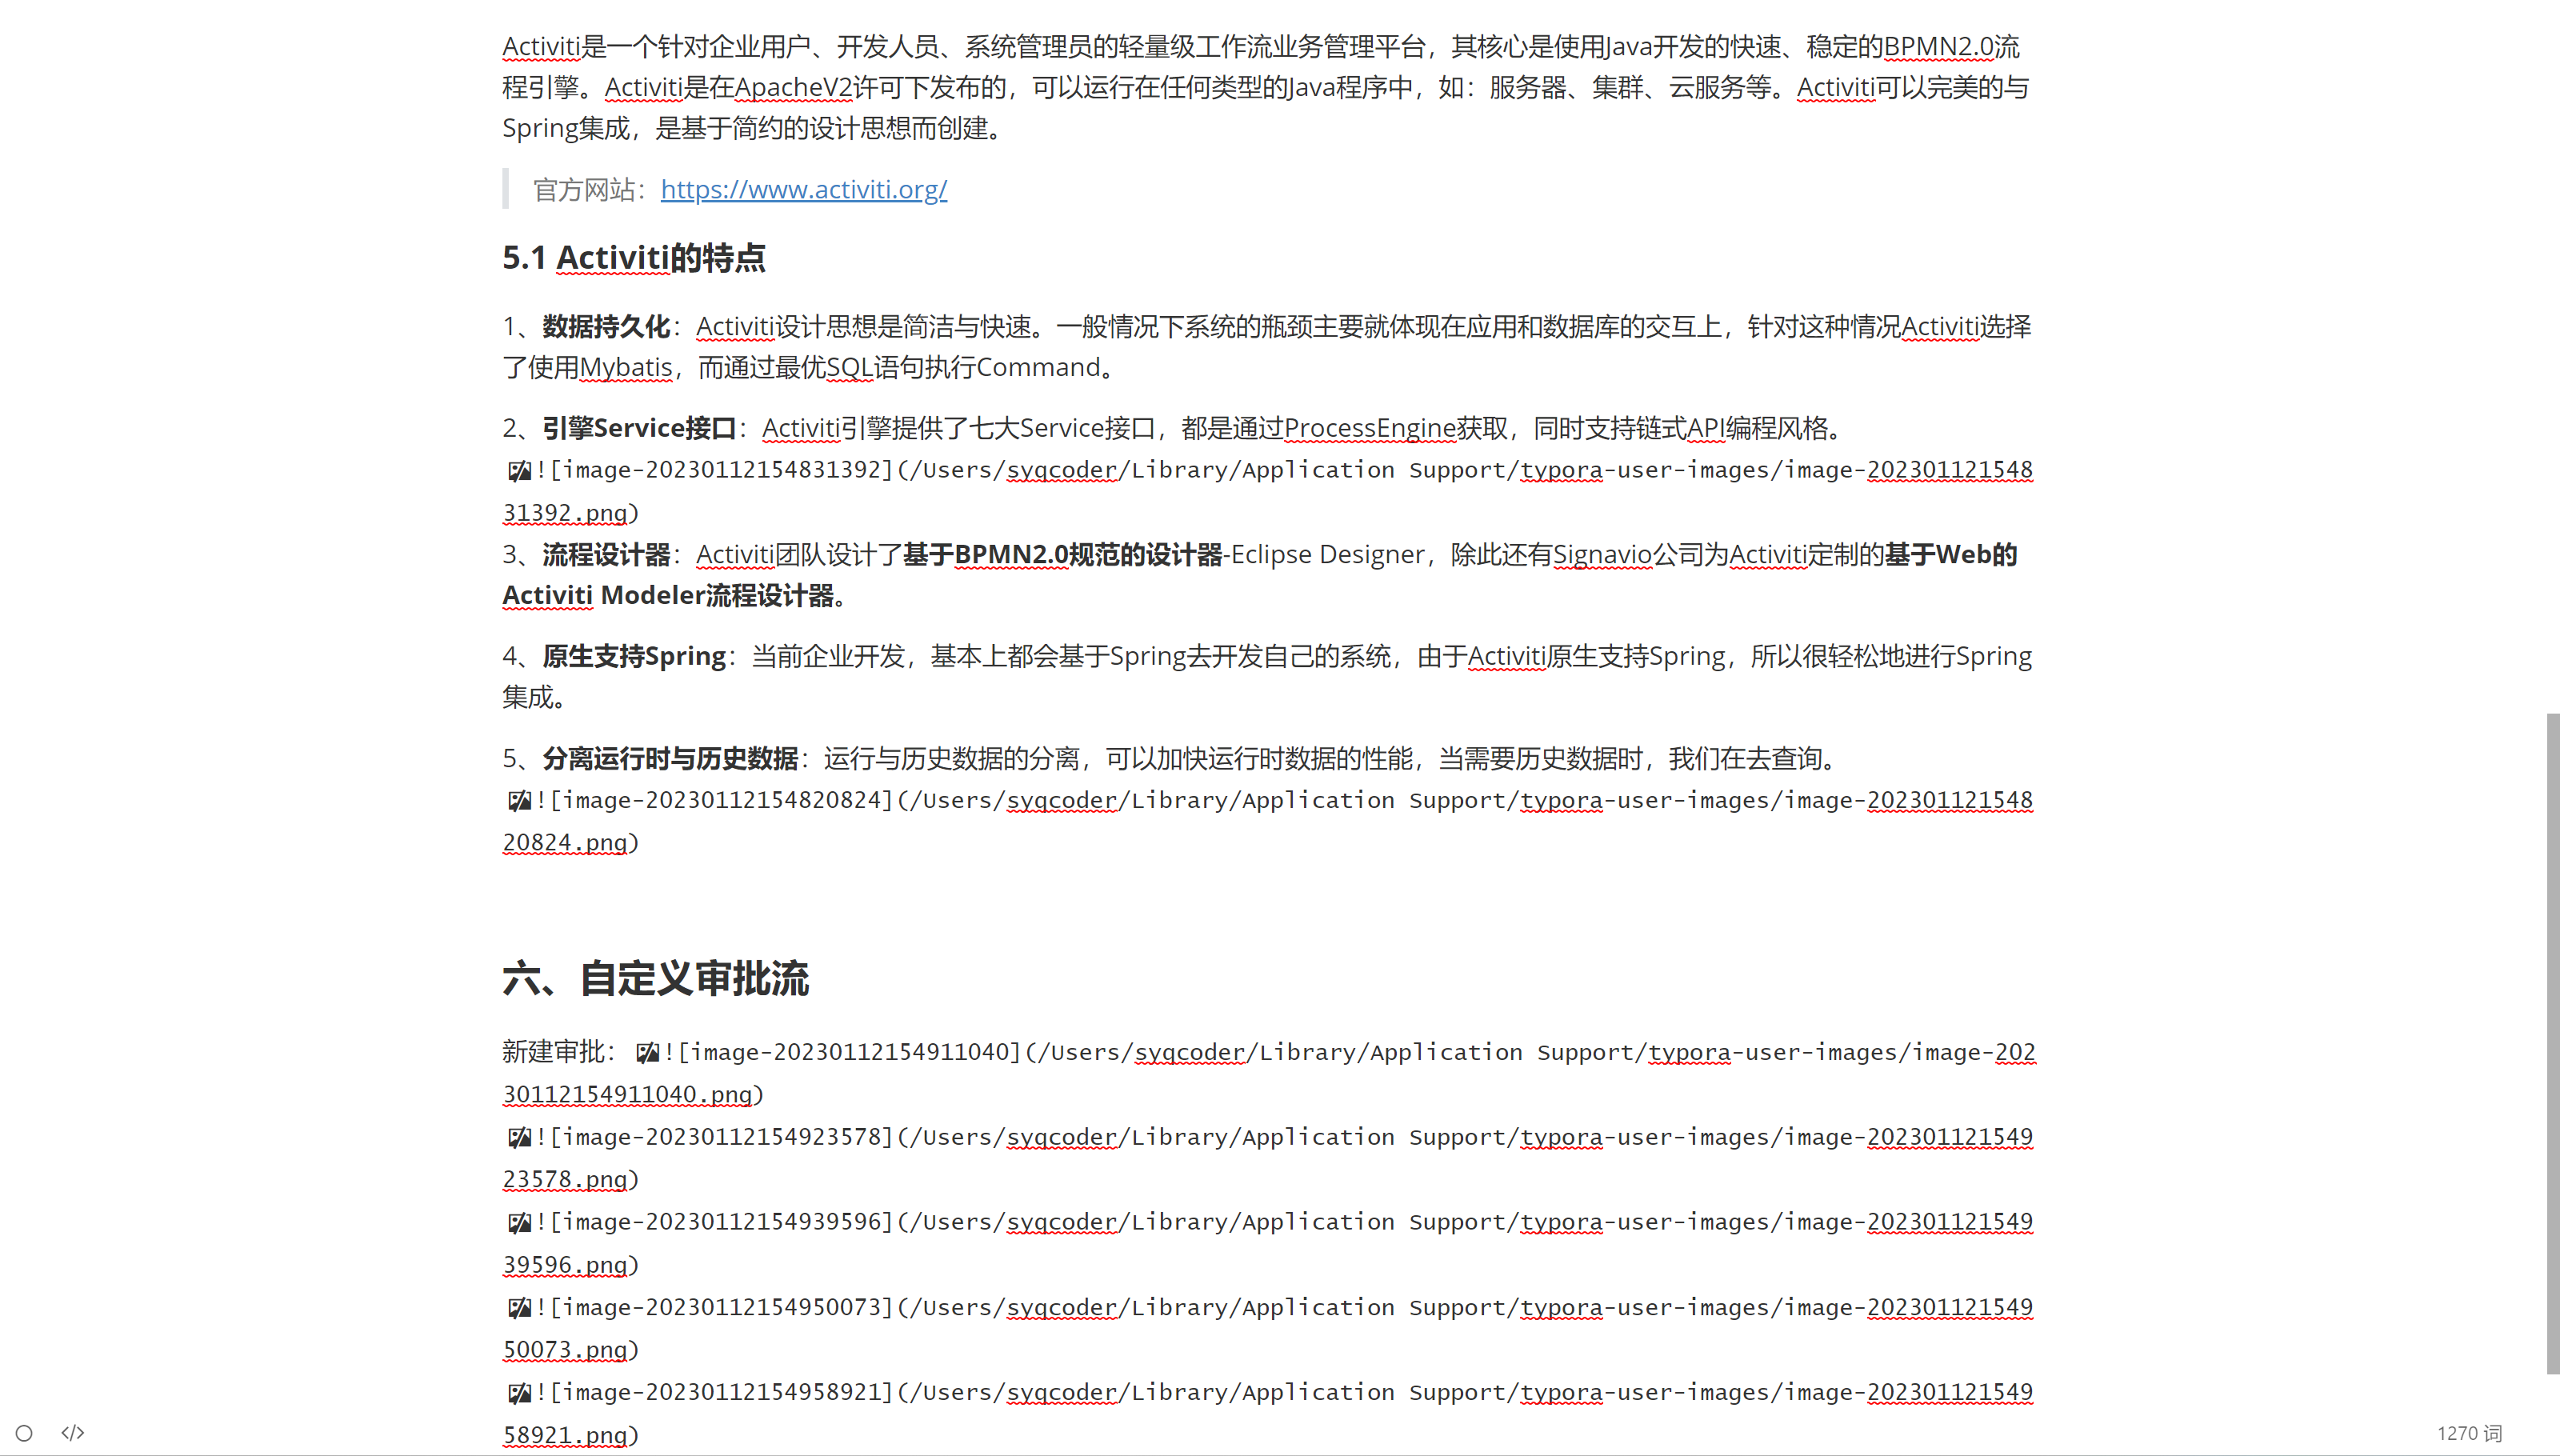 Activiti是一个针对企业用户、开发人员、系统管理员的轻量级工作流业务管理平台，其核心是使用Java开发的快速、稳定的BPMN2.0流
程引擎。Activiti是在ApacheV2许可下发布的，可以运行在任何类型的Java程序中，如：服务器、集群、云服务等。Activiti可以完美的与
Spring集成，是基于简约的设计思想而创建。
官方网站：https://www.activiti.org/
5.1 Activiti的特点
1、数据持久化：Activiti设计思想是简洁与快速。一般情况下系统的瓶颈主要就体现在应用和数据库的交互上，针对这种情况Activiti选择
了使用Mybatis，而通过最优SQL语句执行Command。
2、引擎Service接口：Activiti引擎提供了七大Service接口，都是通过ProcessEngine获取，同时支持链式API编程风格。
![image-20230112154831392](/Users/syqcoder/Library/Application Support/typora-user-images/image-202301121548
31392.png)
3、流程设计器：Activiti团队设计了基于BPMN2.0规范的设计器-Eclipse Designer，除此还有Signavio公司为Activiti定制的基于Web的
Activiti Modeler流程设计器。
4、原生支持Spring：当前企业开发，基本上都会基于Spring去开发自己的系统，由于Activiti原生支持Spring，所以很轻松地进行Spring
集成。
5、分离运行时与历史数据：运行与历史数据的分离，可以加快运行时数据的性能，当需要历史数据时，我们在去查询。
![image-20230112154820824](/Users/syqcoder/Library/Application Support/typora-user-images/image-202301121548
20824.png)
六、自定义审批流
新建审批：![image-20230112154911040](/Users/syqcoder/Library/Application Support/typora-user-images/image-202
30112154911040.png)
![image-20230112154923578](/Users/syqcoder/Library/Application Support/typora-user-images/image-202301121549
23578.png)
![image-20230112154939596](/Users/syqcoder/Library/Application Support/typora-user-images/image-202301121549
39596.png)
![image-20230112154950073](/Users/syqcoder/Library/Application Support/typora-user-images/image-202301121549
50073.png)
![image-20230112154958921](/Users/syqcoder/Library/Application Support/typora-user-images/image-202301121549
58921.png)
</> 1270 词